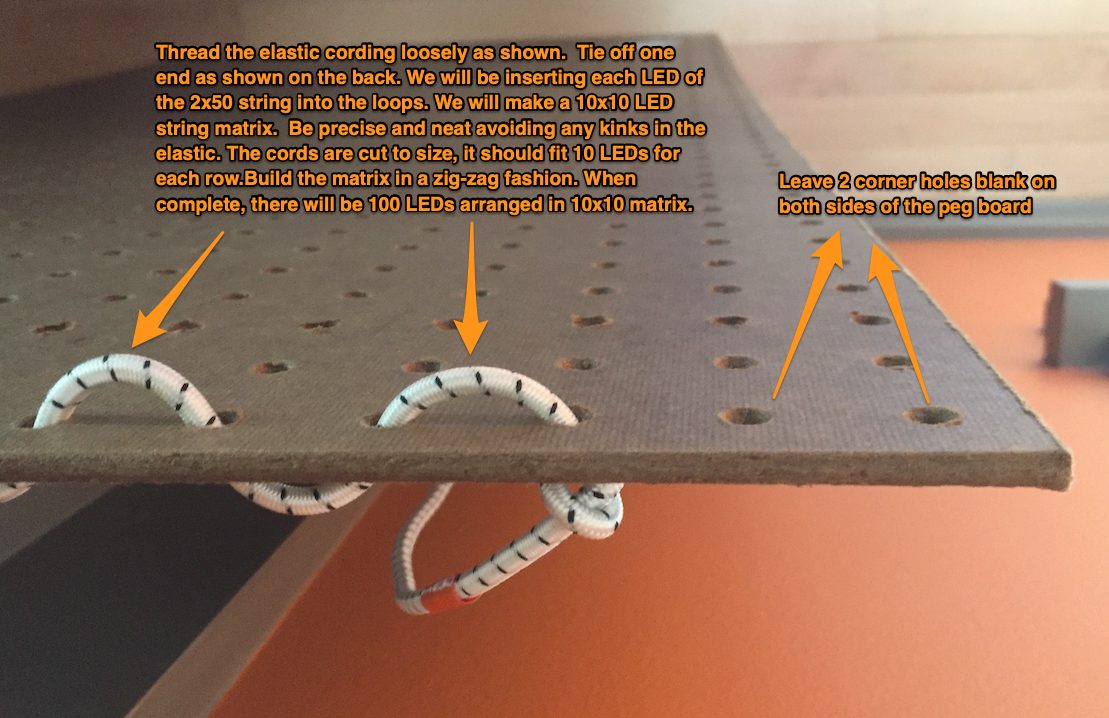 Thread the elastic cording loosely as shown.  Tie off one
end as shown on the back. We will be inserting each LED of
the 2x50 string into the loops. We will make a 10x10 LED
string matrix.  Be precise and neat avoiding any kinks in the
elastic. The cords are cut to size, it should fit 10 LEDs for
each row.Build the matrix in a zig-zag fashion. When
complete, there will be 100 LEDs arranged in 10x10 matrix.
Leave 2 corner holes blank on
both sides of the peg board